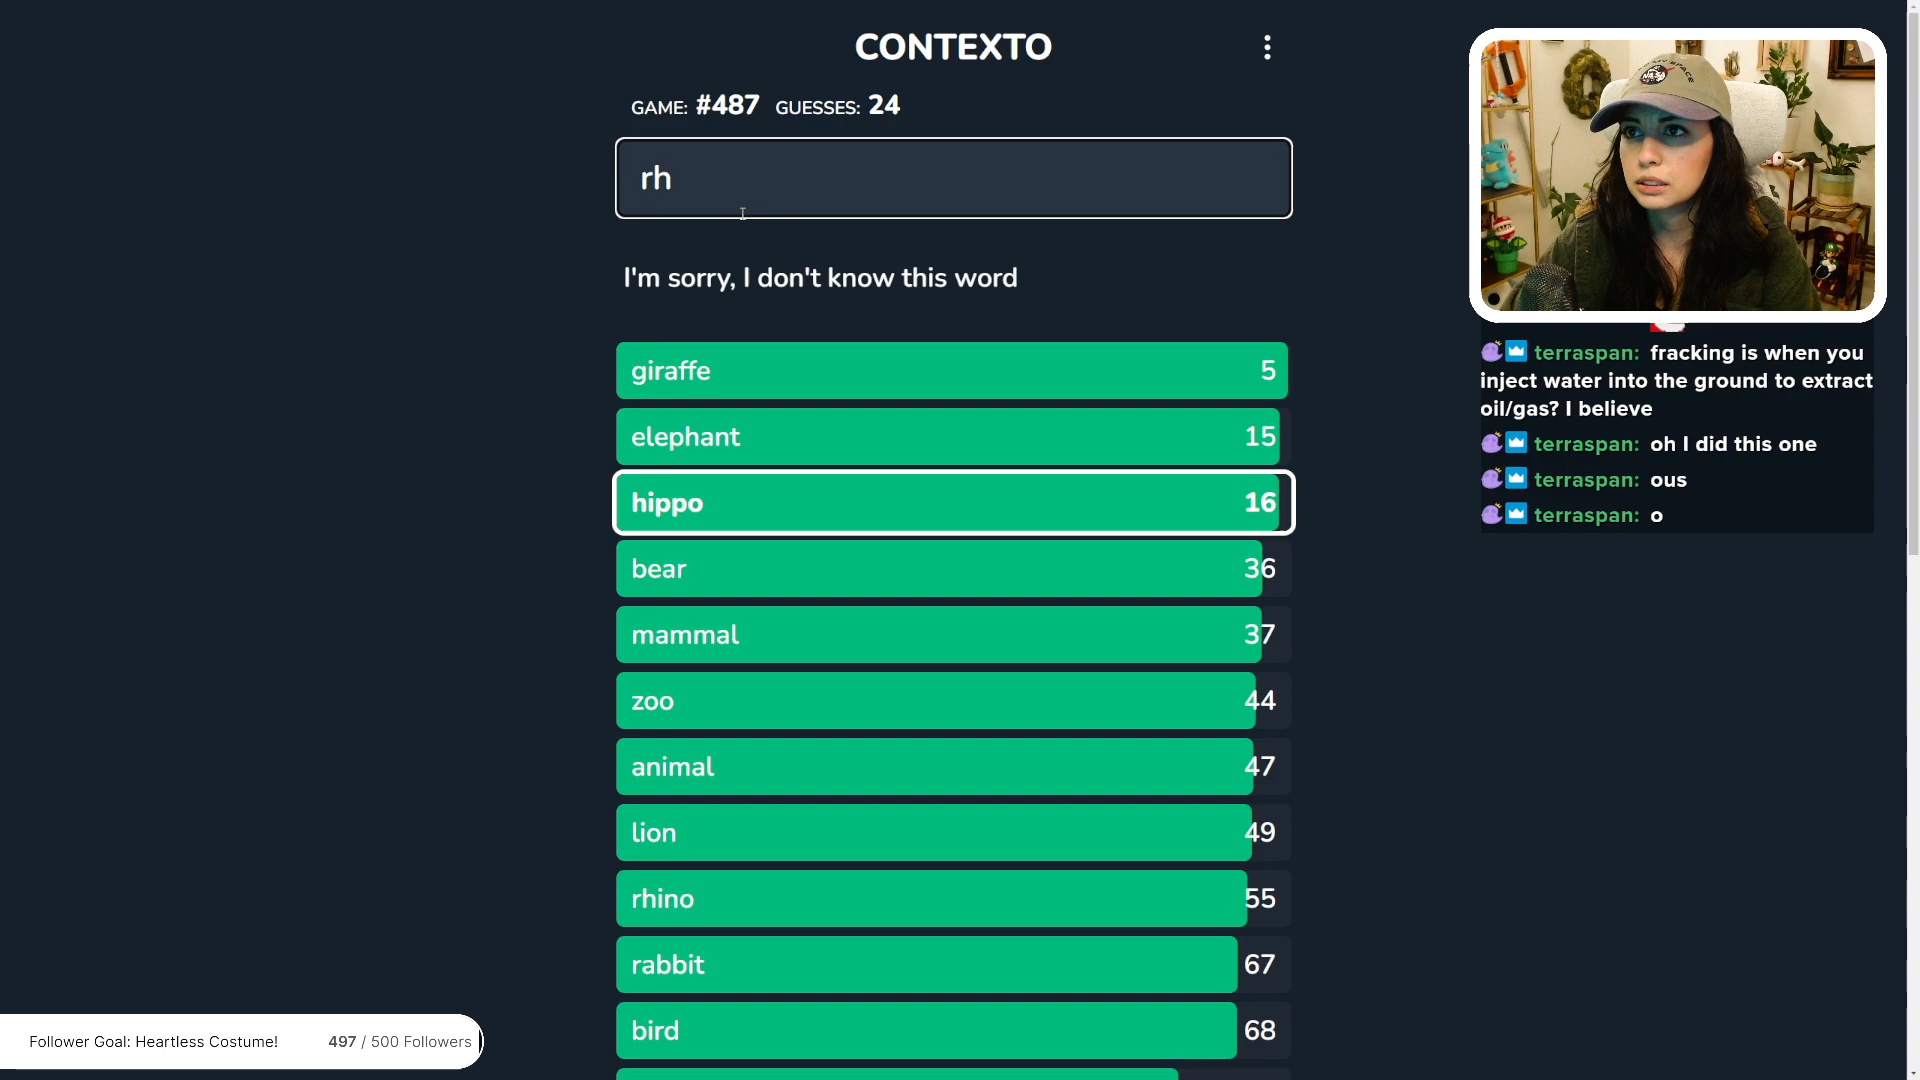 CONTEXTO
GAME: #487 GUESSES: 24
rh
I'm sorry, I don't know this word
giraffe 5
elephant 15
hippo 16
bear 36
mammal 37
zoo 44
animal 47
lion 49
rhino 55
rabbit 67
bird 68
NASA
terraspan: fracking is when you
inject water into the ground to extract
oil/gas? I believe
terraspan: oh I did this one
terraspan: ous
terraspan: o
Follower Goal: Heartless Costume! 497 / 500 Followers